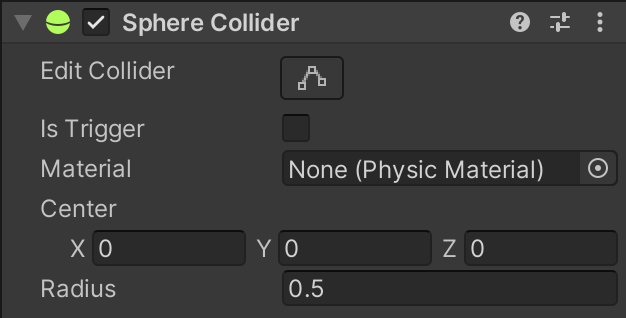 Sphere Collider
Edit Collider
Is Trigger
Material None (Physic Material)
Center
X 0 Y 0 Z 0
Radius 0.5